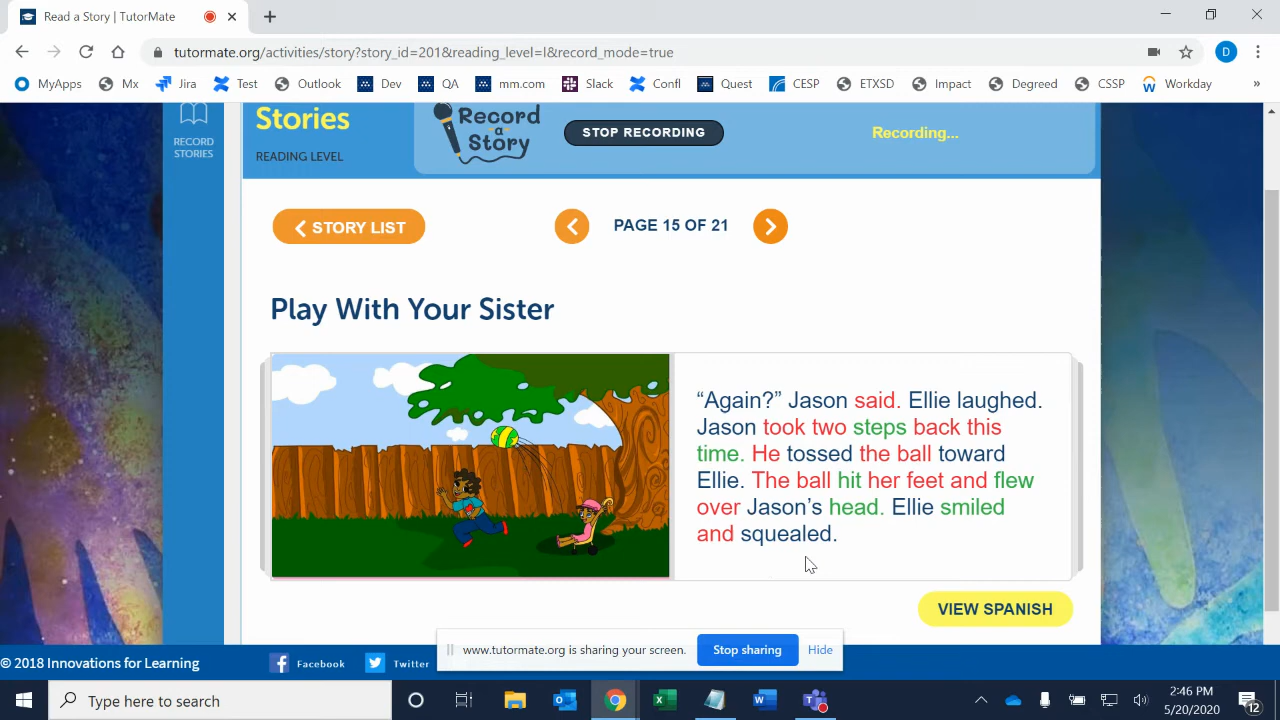 Read a Story | TutorMate
tutormate.org/activities/story?story_id=201&reading_level=I&record_mode=true
D
MyApps Mx Jira Test Outlook Dev QA mm.com Slack Confl Quest CESP ETXSD Impact Degreed CSSP Workday »
RECORD
STORIES
Stories
READING LEVEL
Record
a
Story
STOP RECORDING
Recording...
STORY LIST
PAGE 15 OF 21
Play With Your Sister
“Again?” Jason said. Ellie laughed.
Jason took two steps back this
time. He tossed the ball toward
Ellie. The ball hit her feet and flew
over Jason’s head. Ellie smiled
and squealed.
VIEW SPANISH
www.tutormate.org is sharing your screen.
Stop sharing
Hide
© 2018 Innovations for Learning
Facebook
Twitter
Type here to search
2:46 PM
5/20/2020
12